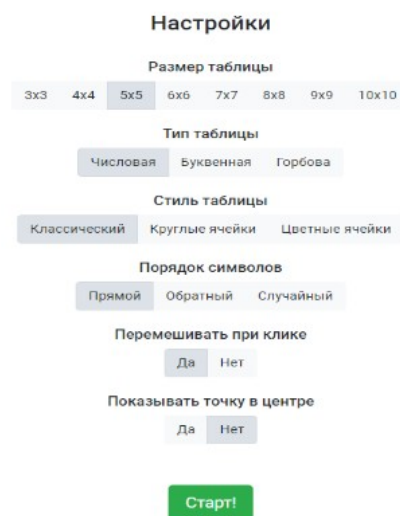 Настройки
Размер таблицы
3x3 4x4 5x5 6x6 7x7 8x8 9x9 10x10
Тип таблицы
Числовая Буквенная Горбова
Стиль таблицы
Классический Круглые ячейки Цветные ячейки
Порядок символов
Прямой Обратный Случайный
Перемешивать при клике
Да Нет
Показывать точку в центре
Да Нет
Старт!